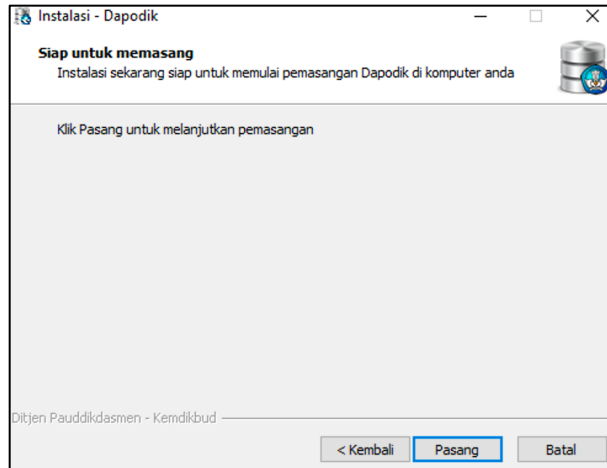 Instalasi - Dapodik
Siap untuk memasang
Instalasi sekarang siap untuk memulai pemasangan Dapodik di komputer anda
Klik Pasang untuk melanjutkan pemasangan
Ditjen Pauddikdasmen - Kemdikbud
< Kembali
Pasang
Batal